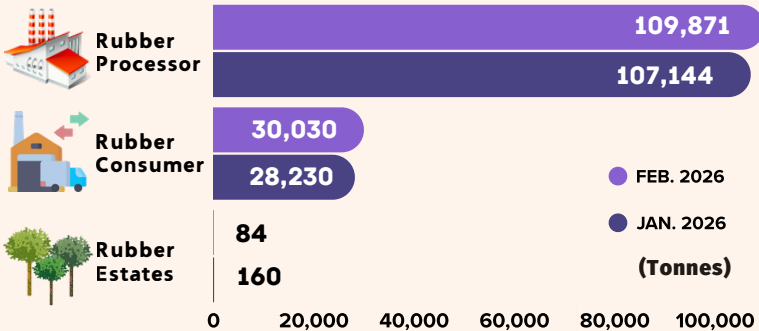 Rubber
Processor
109,871
107,144
Rubber
Consumer
30,030
28,230
Rubber
Estates
84
160
FEB. 2026
JAN. 2026
(Tonnes)
0 20,000 40,000 60,000 80,000 100,000